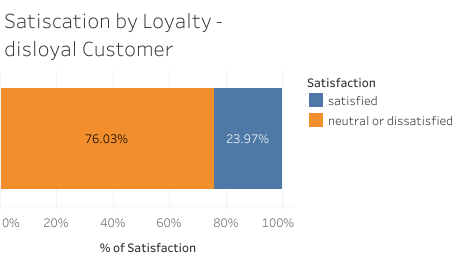 Satiscation by Loyalty -
disloyal Customer
Satisfaction
satisfied
neutral or dissatisfied
76.03%
23.97%
0%
20%
40%
60%
80%
100%
% of Satisfaction